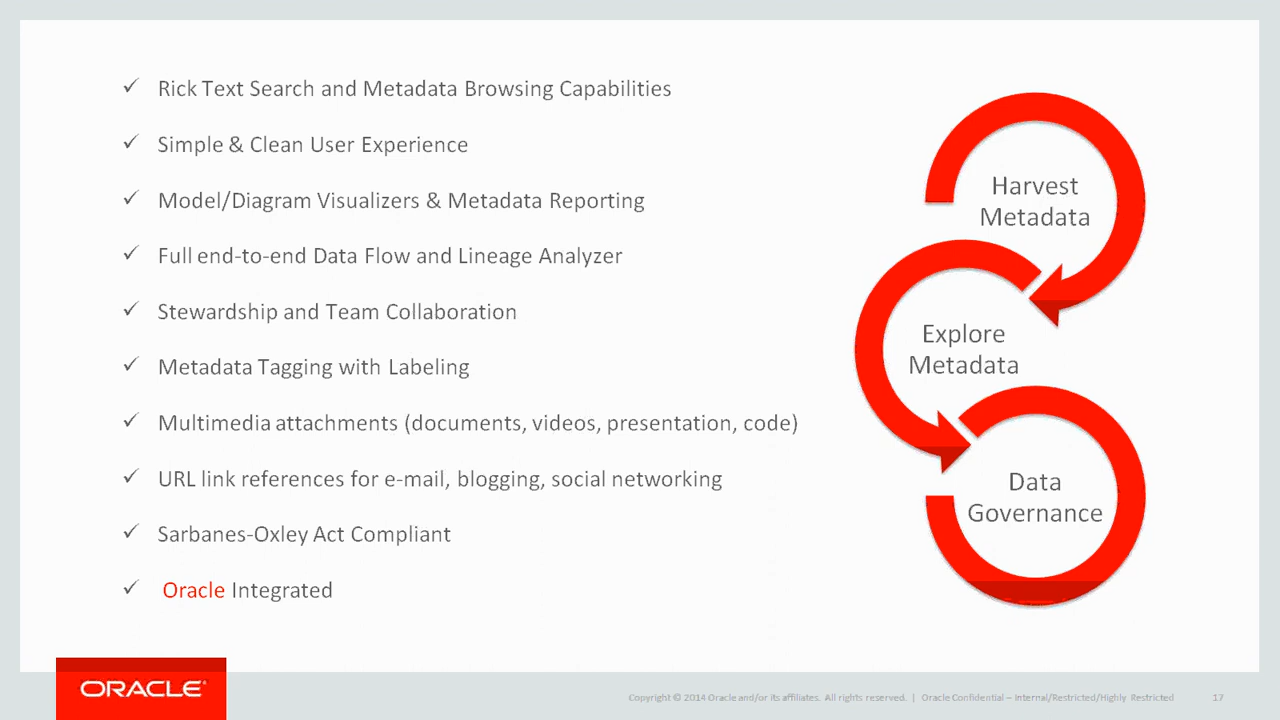 Rick Text Search and Metadata Browsing Capabilities
Simple & Clean User Experience
Model/Diagram Visualizers & Metadata Reporting
Full end-to-end Data Flow and Lineage Analyzer
Stewardship and Team Collaboration
Metadata Tagging with Labeling
Multimedia attachments (documents, videos, presentation, code)
URL link references for e-mail, blogging, social networking
Sarbanes-Oxley Act Compliant
Oracle Integrated
Harvest
Metadata
Explore
Metadata
Data
Governance
ORACLE®
Copyright © 2014 Oracle and/or its affiliates. All rights reserved. | Oracle Confidential – Internal/Restricted/Highly Restricted
17